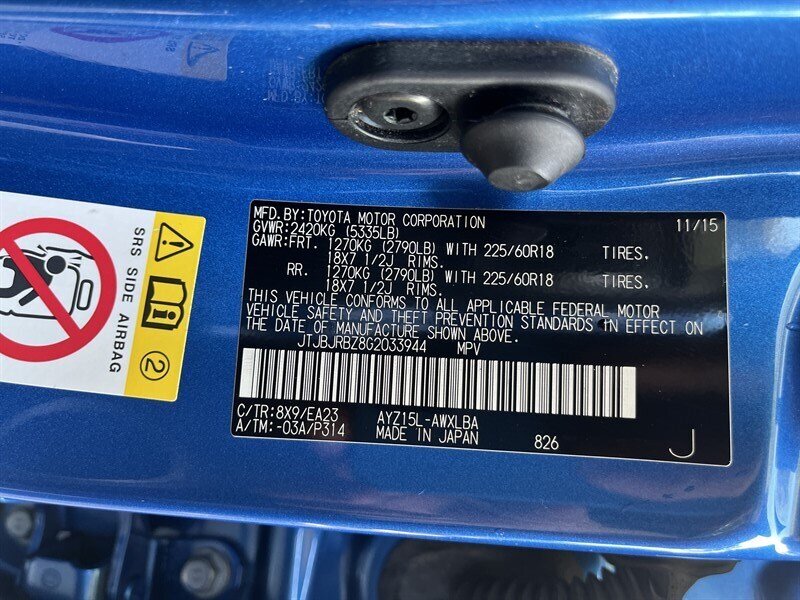 MFD.BY:TOYOTA MOTOR CORPORATION 11/15
GVWR:2420KG (5335LB)
GAWR:FRT. 1270KG (2790LB) WITH 225/60R18 TIRES.
18X7 1/2J RIMS.
RR. 1270KG (2790LB) WITH 225/60R18 TIRES.
18X7 1/2J RIMS.
THIS VEHICLE CONFORMS TO ALL APPLICABLE FEDERAL MOTOR
VEHICLE SAFETY AND THEFT PREVENTION STANDARDS IN EFFECT ON
THE DATE OF MANUFACTURE SHOWN ABOVE.
JTJBJRBZ8G2033944 MPV
C/TR:8X9/EA23 AYZ15L-AWXLBA
A/TM:-03A/P314 MADE IN JAPAN 826 J
SRS SIDE AIRBAG
2